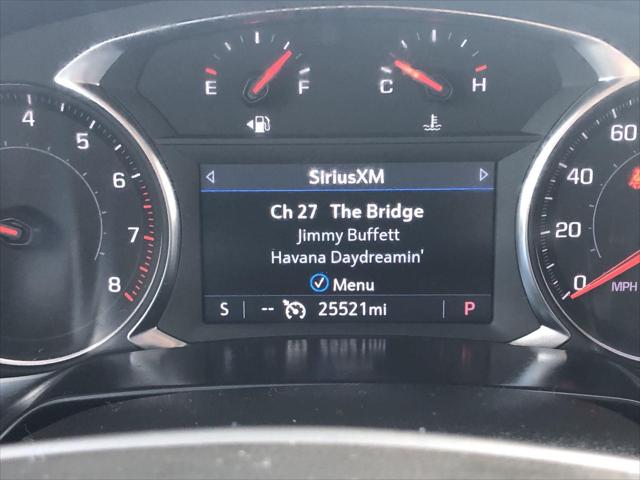 E F C H
4 5 6 7 8
SiriusXM
Ch 27 The Bridge
Jimmy Buffett
Havana Daydreamin'
Menu
S -- 25521mi P
60
40
20
0
MPH